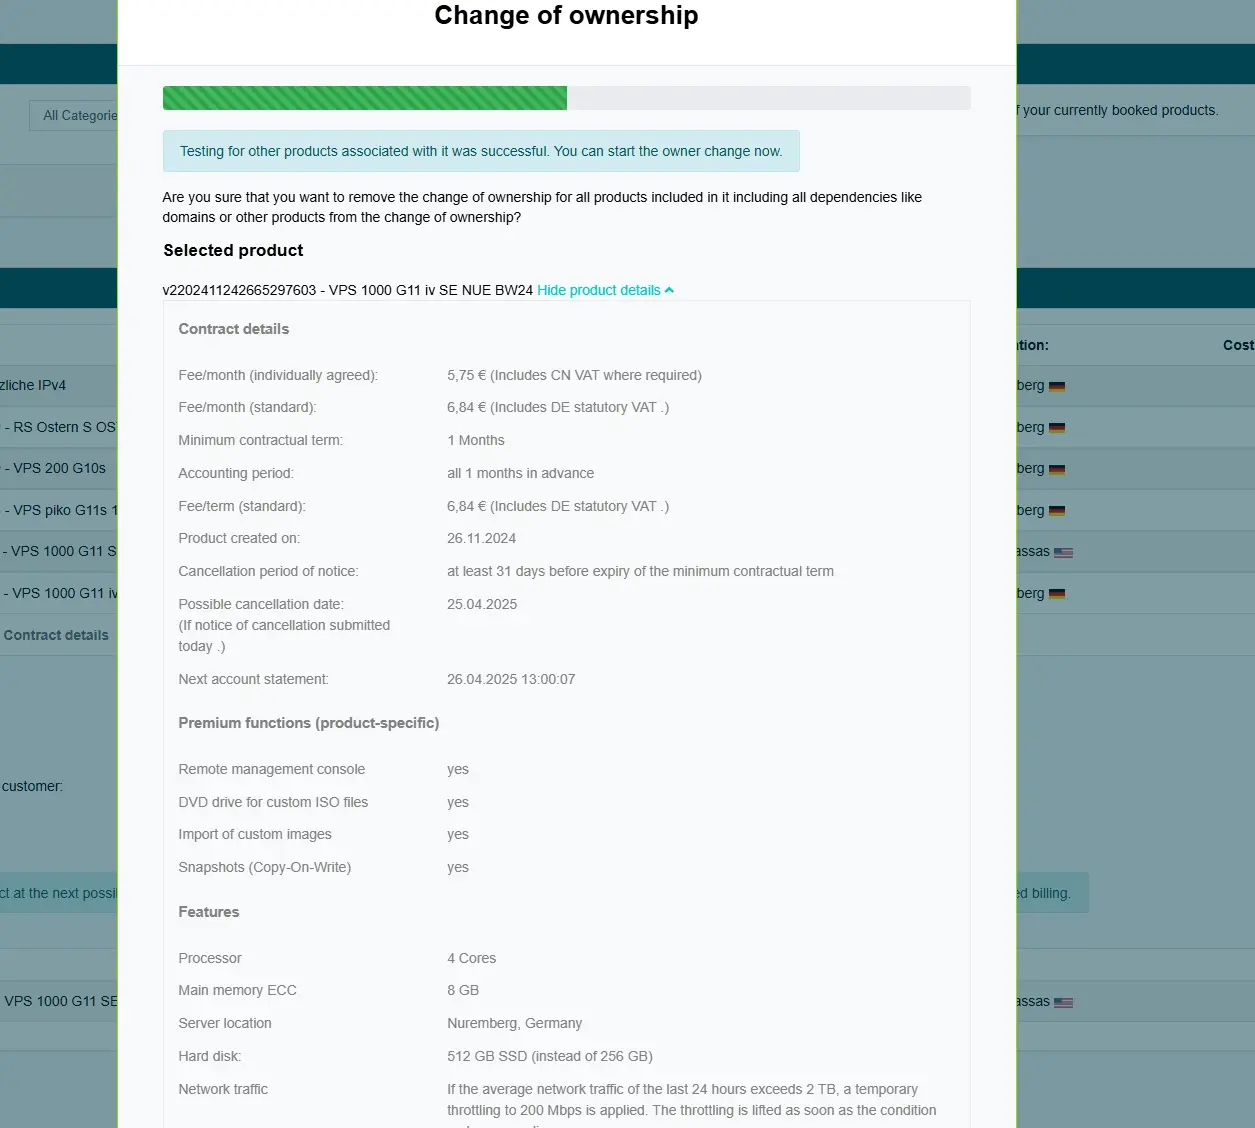 Change of ownership
All Categorie
f your currently booked products.
Testing for other products associated with it was successful. You can start the owner change now.
Are you sure that you want to remove the change of ownership for all products included in it including all dependencies like
domains or other products from the change of ownership?
Selected product
v2202411242665297603 - VPS 1000 G11 iv SE NUE BW24 Hide product details
Contract details
tion:
Cost
Fee/month (individually agreed): 5,75 € (Includes CN VAT where required)
zliche IPv4
berg
Fee/month (standard): 6,84 € (Includes DE statutory VAT .)
- RS Ostern S OS
berg
Minimum contractual term: 1 Months
- VPS 200 G10s
berg
Accounting period: all 1 months in advance
- VPS piko G11s 1
berg
Fee/term (standard): 6,84 € (Includes DE statutory VAT .)
Product created on: 26.11.2024
- VPS 1000 G11 S
assas
Cancellation period of notice: at least 31 days before expiry of the minimum contractual term
- VPS 1000 G11 iv
berg
Possible cancellation date: 25.04.2025
(If notice of cancellation submitted
today .)
Contract details
Next account statement: 26.04.2025 13:00:07
Premium functions (product-specific)
Remote management console yes
customer:
DVD drive for custom ISO files yes
Import of custom images yes
Snapshots (Copy-On-Write) yes
ct at the next possi
ed billing.
Features
Processor 4 Cores
Main memory ECC 8 GB
VPS 1000 G11 SE
assas
Server location Nuremberg, Germany
Hard disk: 512 GB SSD (instead of 256 GB)
Network traffic If the average network traffic of the last 24 hours exceeds 2 TB, a temporary
throttling to 200 Mbps is applied. The throttling is lifted as soon as the condition